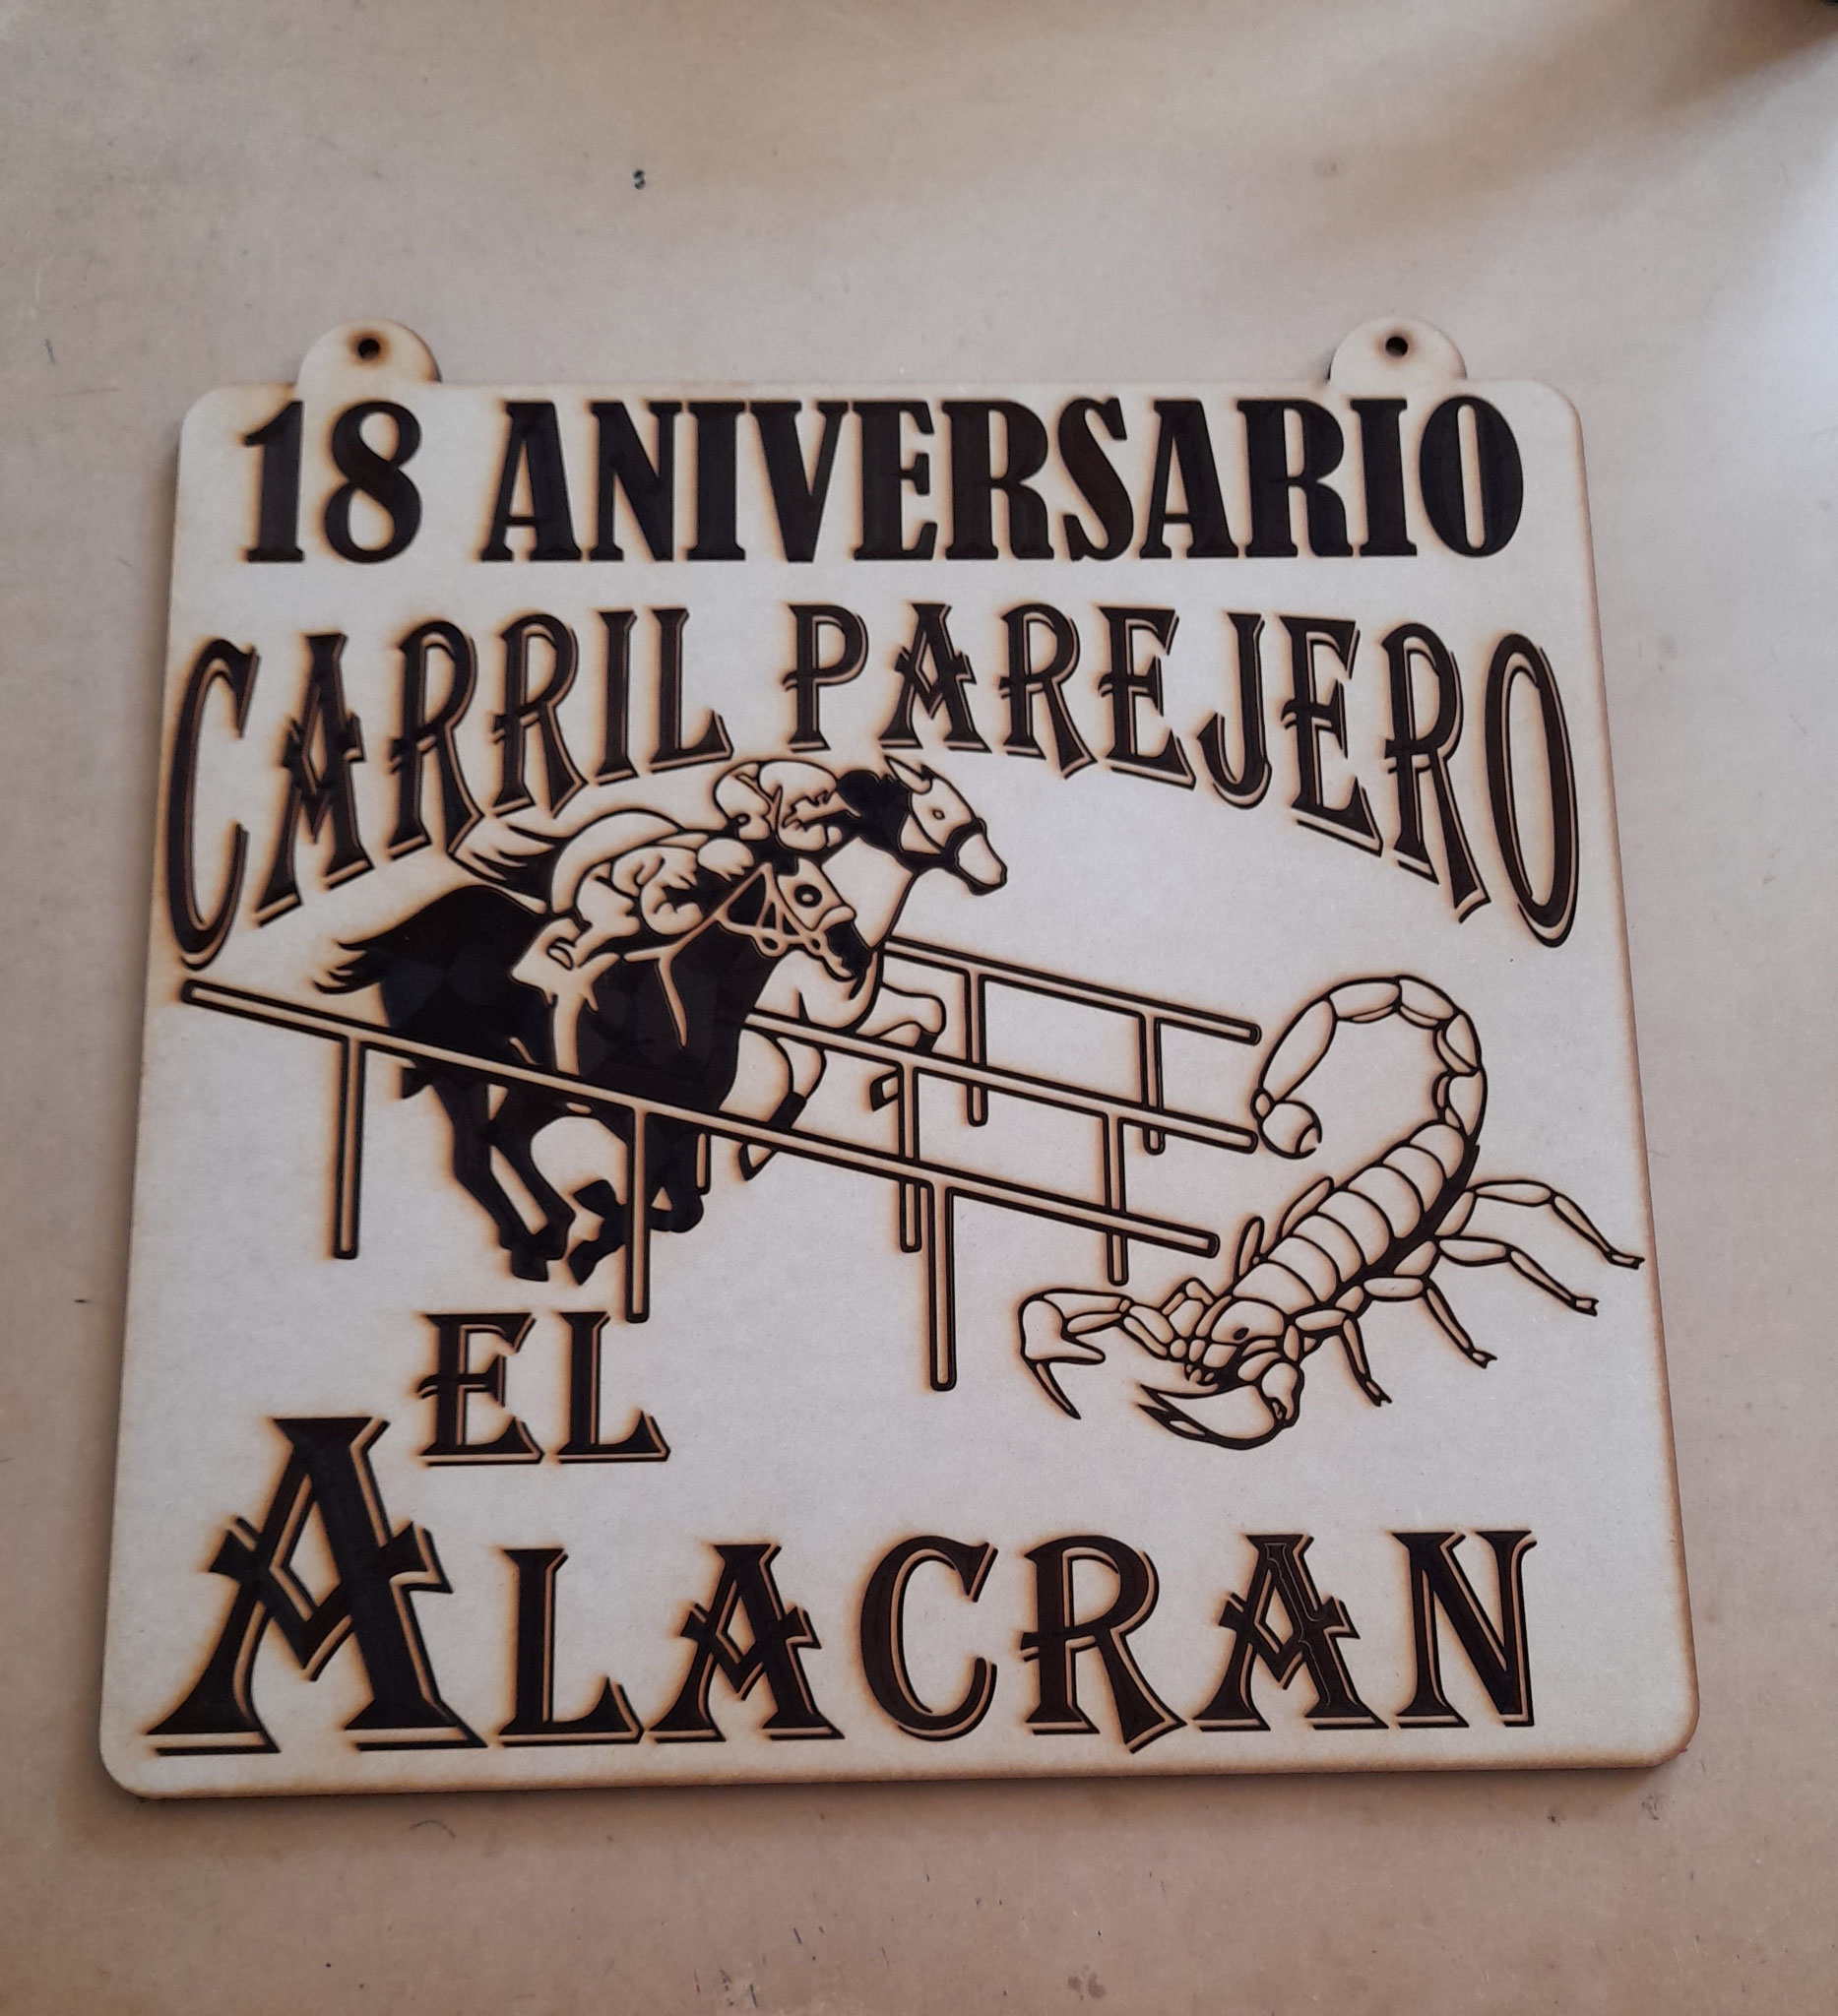 18 ANIVERSARIO
CARRIL PAREJERO
EL
ALACRAN